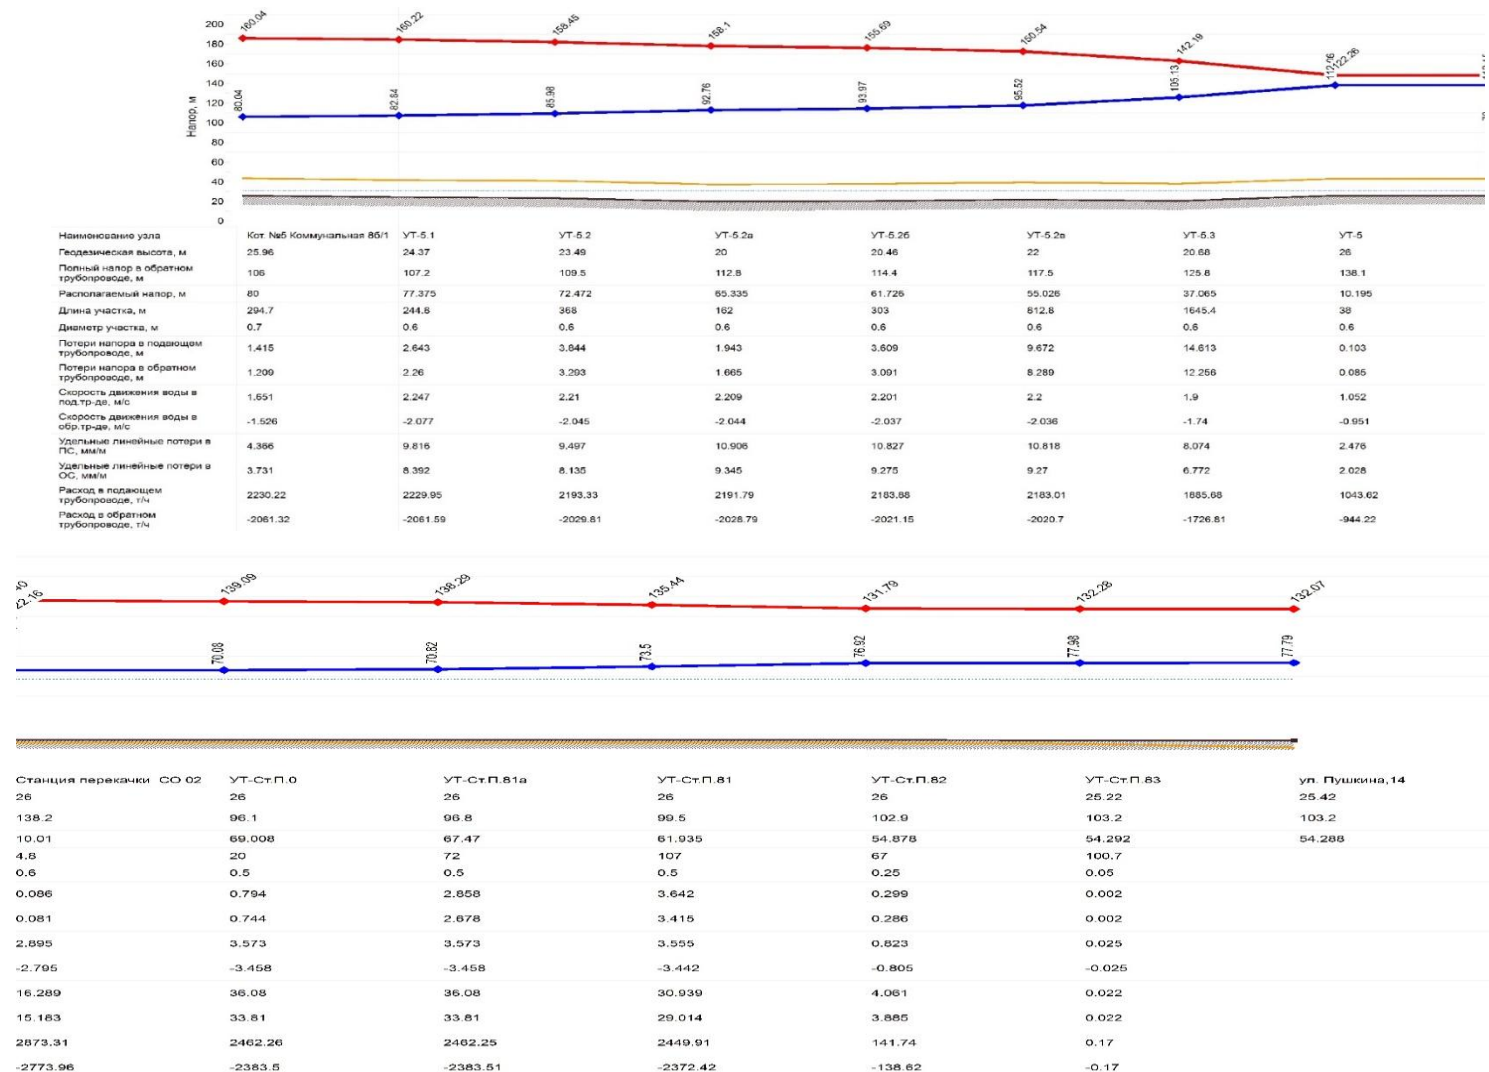 160.04 160.22 158.45 158.1 155.69 150.54 142.19 122.26
80.04 82.84 85.98 92.76 93.97 95.52 105.13 112.06
Напор, м
200
180
160
140
120
100
80
60
40
20
0
Наименование узла Кот. №5 Коммунальная 8б/1 УТ-5.1 УТ-5.2 УТ-5.2а УТ-5.2б УТ-5.2в УТ-5.3 УТ-5
Геодезическая высота, м 25.96 24.37 23.49 20 20.46 22 20.68 26
Полный напор в обратном
трубопроводе, м 106 107.2 109.5 112.8 114.4 117.5 125.8 138.1
Располагаемый напор, м 80 77.375 72.472 65.335 61.726 55.026 37.065 10.195
Длина участка, м 294.7 244.8 368 162 303 812.8 1645.4 38
Диаметр участка, м 0.7 0.6 0.6 0.6 0.6 0.6 0.6 0.6
Потери напора в подающем
трубопроводе, м 1.415 2.643 3.844 1.943 3.609 9.672 14.613 0.103
Потери напора в обратном
трубопроводе, м 1.209 2.26 3.293 1.665 3.091 8.289 12.256 0.085
Скорость движения воды в
под.тр-де, м/с 1.651 2.247 2.21 2.209 2.201 2.2 1.9 1.052
Скорость движения воды в
обр.тр-де, м/с -1.526 -2.077 -2.045 -2.044 -2.037 -2.036 -1.74 -0.951
Удельные линейные потери в
ПС, мм/м 4.366 9.816 9.497 10.906 10.827 10.818 8.074 2.476
Удельные линейные потери в
ОС, мм/м 3.731 8.392 8.135 9.345 9.275 9.27 6.772 2.028
Расход в подающем
трубопроводе, т/ч 2230.22 2229.95 2193.33 2191.79 2183.88 2183.01 1885.68 1043.62
Расход в обратном
трубопроводе, т/ч -2061.32 -2061.59 -2029.81 -2028.79 -2021.15 -2020.7 -1726.81 -944.22
139.09 138.29 135.44 131.79 132.28 132.07
70.08 70.82 73.5 76.92 77.98 77.79
Станция перекачки СО 02 УТ-Ст.П.0 УТ-Ст.П.81а УТ-Ст.П.81 УТ-Ст.П.82 УТ-Ст.П.83 ул. Пушкина,14
26 26 26 26 26 25.22 25.42
138.2 96.1 96.8 99.5 102.9 103.2 103.2
10.01 69.008 67.47 61.935 54.878 54.292 54.288
4.8 20 72 107 67 100.7
0.6 0.5 0.5 0.5 0.25 0.05
0.086 0.794 2.858 3.642 0.299 0.002
0.081 0.744 2.678 3.415 0.286 0.002
2.895 3.573 3.573 3.555 0.823 0.025
-2.795 -3.458 -3.458 -3.442 -0.805 -0.025
16.289 36.08 36.08 30.939 4.061 0.022
15.183 33.81 33.81 29.014 3.885 0.022
2873.31 2462.26 2462.25 2449.91 141.74 0.17
-2773.96 -2383.5 -2383.51 -2372.42 -138.62 -0.17